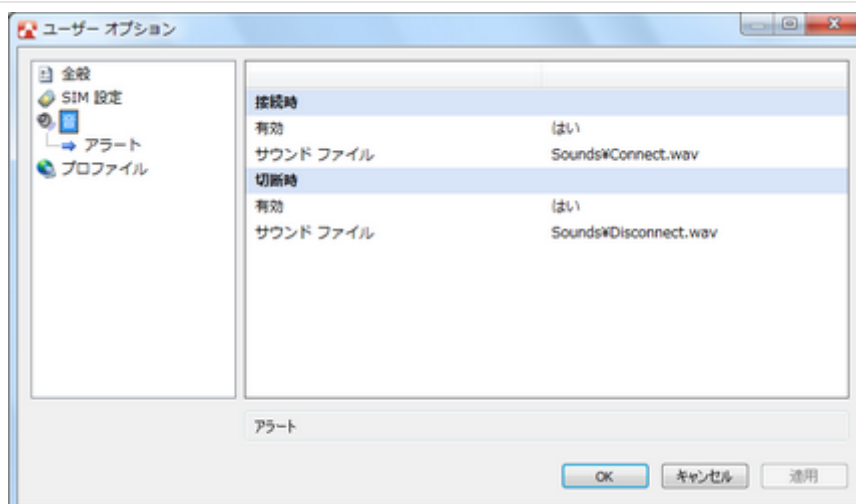 ユーザー オプション
全般
SIM 設定
音
アラート
プロファイル
接続時
有効 はい
サウンド ファイル Sounds¥Connect.wav
切断時
有効 はい
サウンド ファイル Sounds¥Disconnect.wav
アラート
OK キャンセル 適用